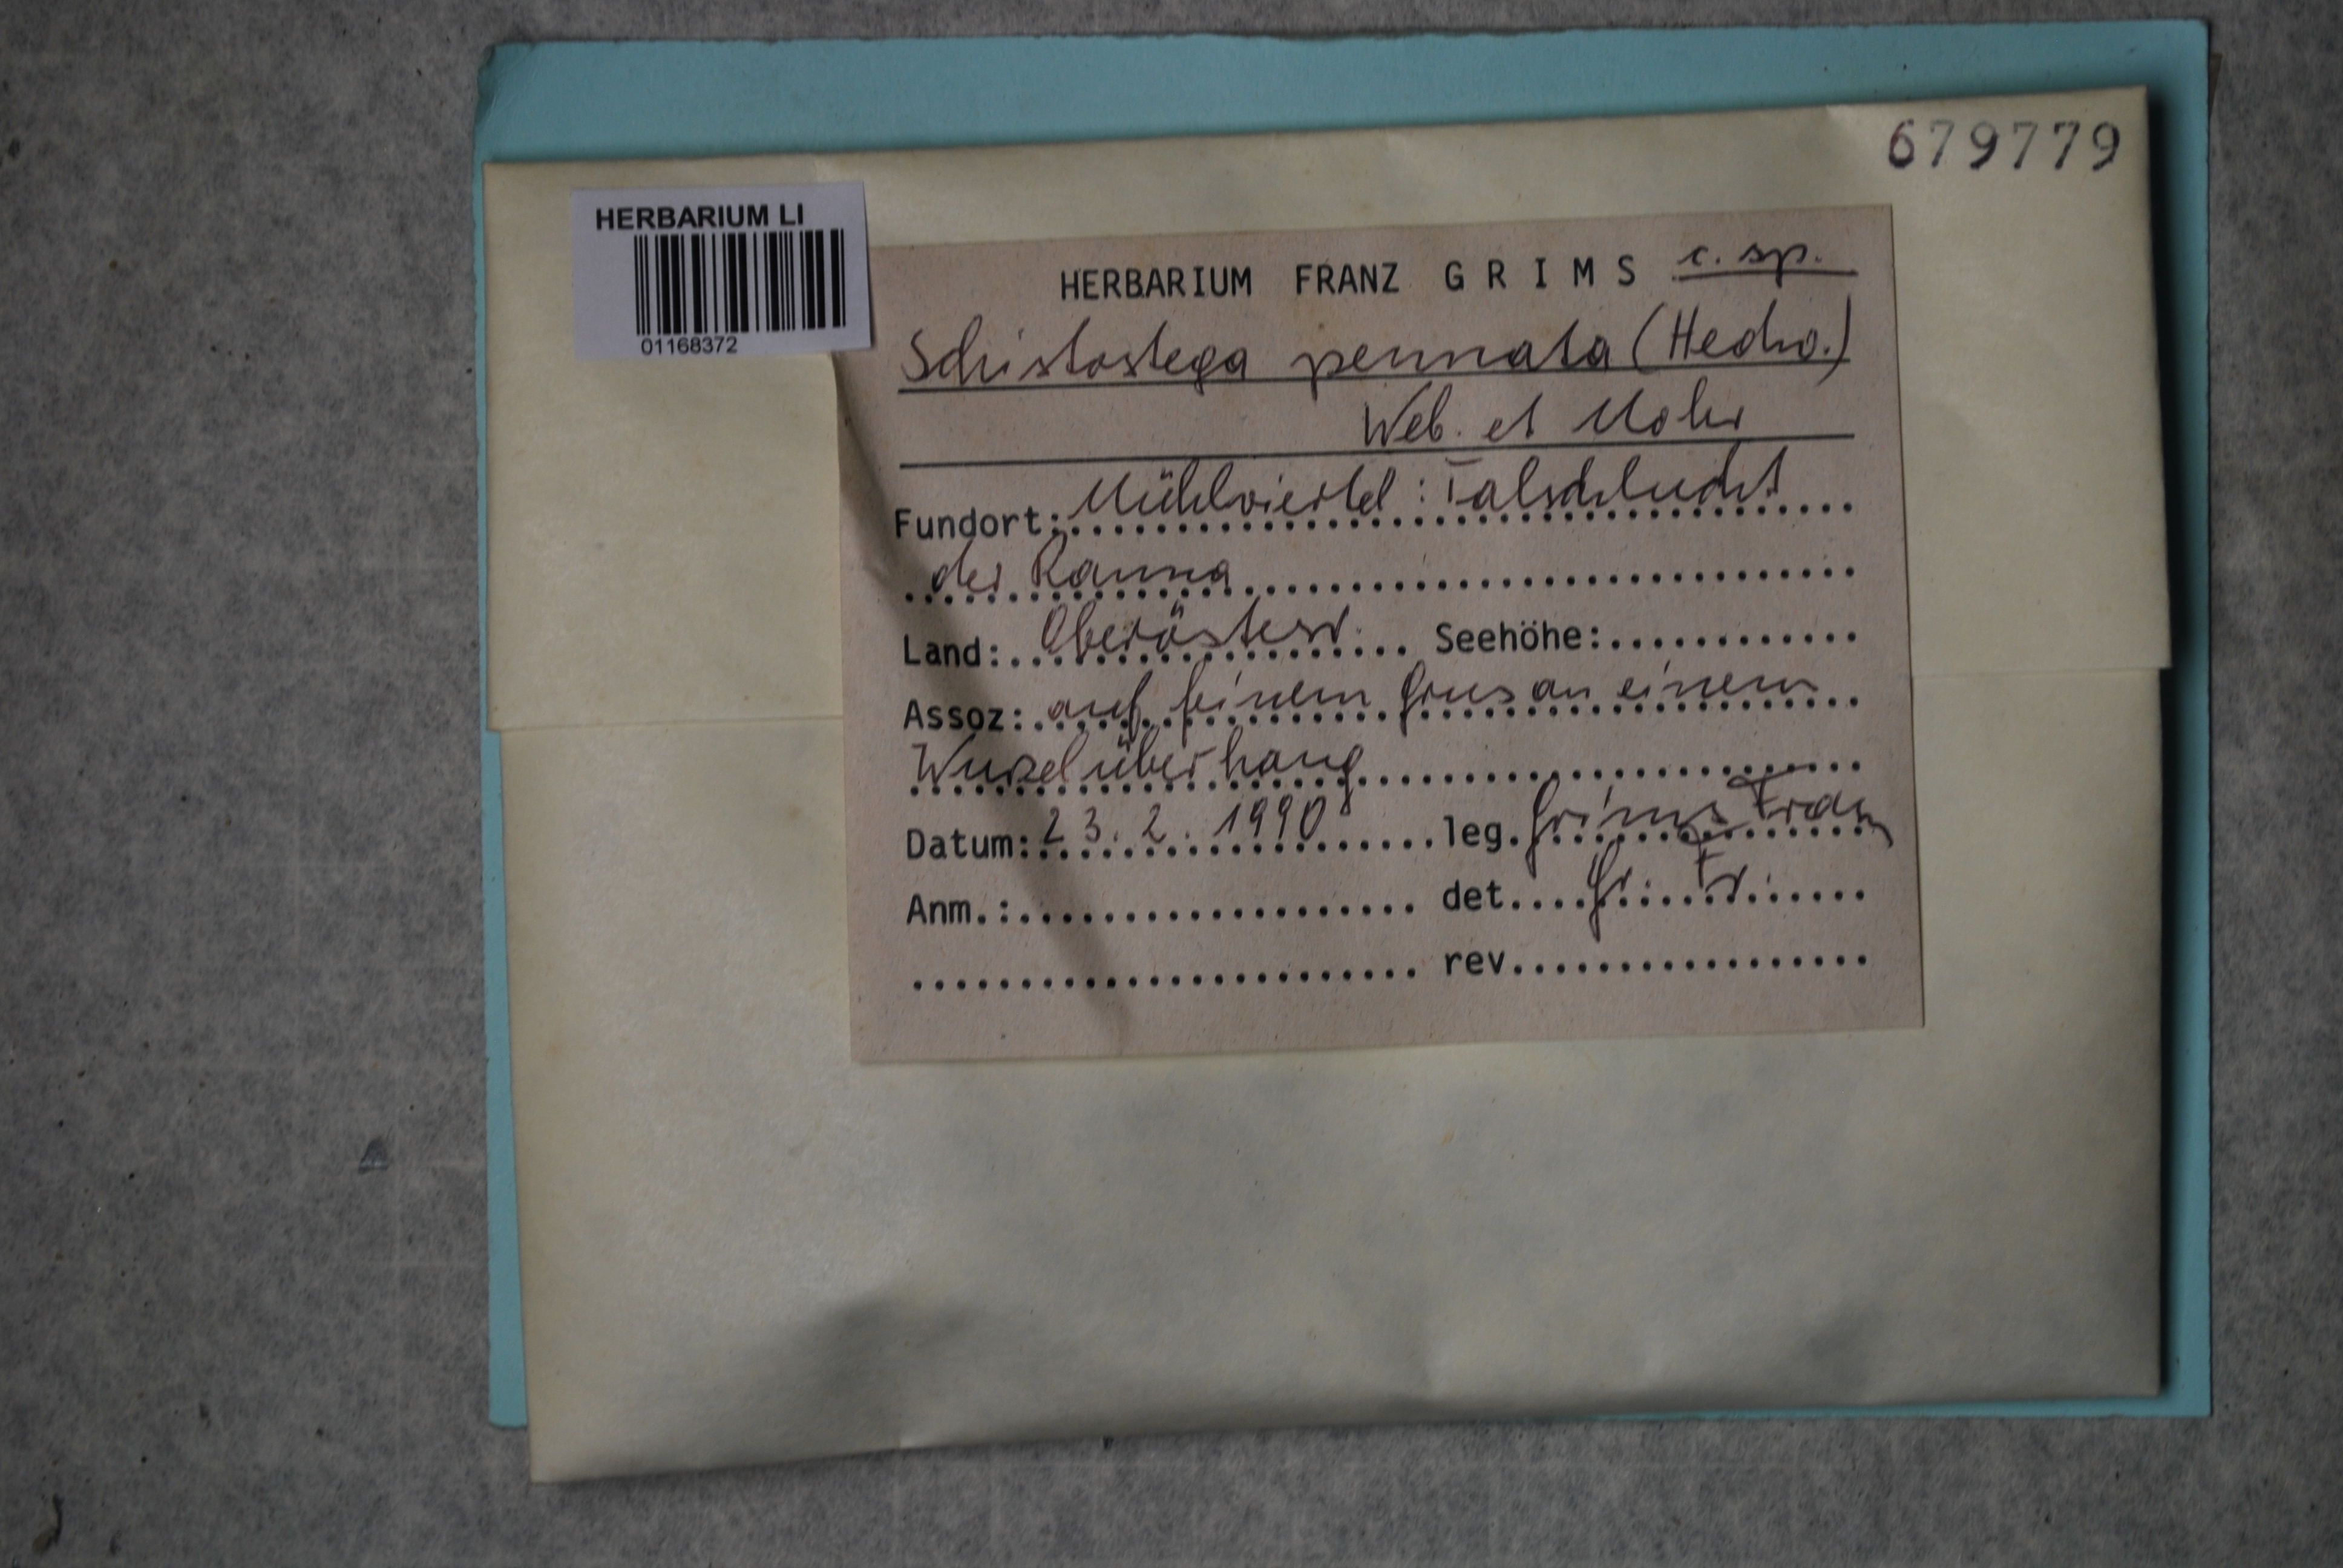 679779
HERBARIUM LI
01168372
HERBARIUM FRANZ GRIMS c. sp.
Schistostega pennata (Hedw.)
Web. et Mohr
Fundort: Mühlviertel: Talschlucht
der Ranna
Land: Oberösterr. Seehöhe:
Assoz: auf feinem Grus an einem
Wurzelüberhang
Datum: 23. 2. 1990 leg. Grims Franz
Anm.: det. Gr. Fr.
rev.